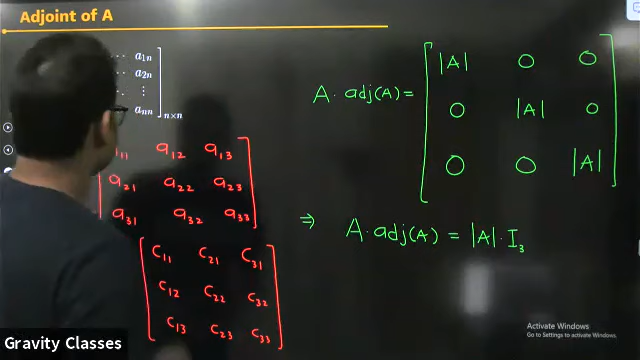 Adjoint of A
⋯ a1n
⋯ a2n
⋮
ann
n×n
A · adj(A) =
|A| 0 0
0 |A| 0
0 0 |A|
a12 a13
a21 a22 a23
a31 a32 a33
⇒ A · adj(A) = |A| · I3
C11 C21 C31
C12 C22 C32
C13 C23 C33
Activate Windows
Go to Settings to activate Windows.
Gravity Classes